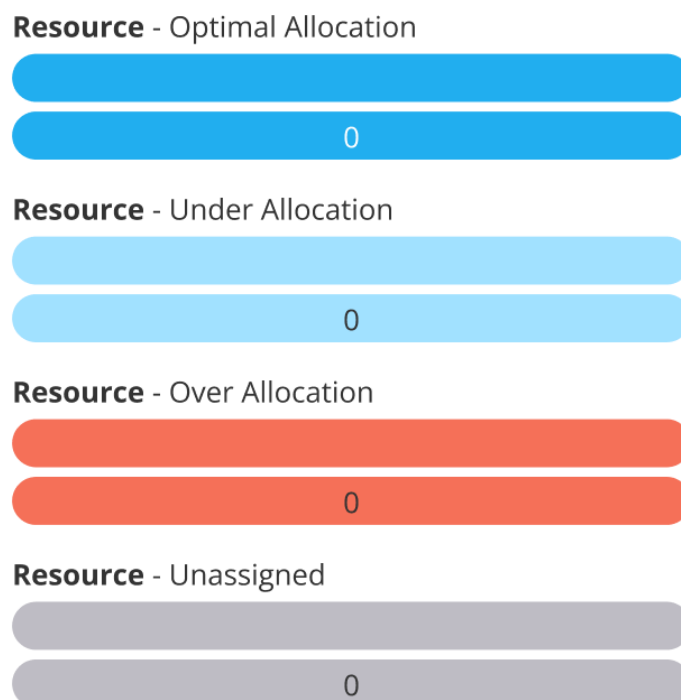 Resource - Optimal Allocation
0
Resource - Under Allocation
0
Resource - Over Allocation
0
Resource - Unassigned
0